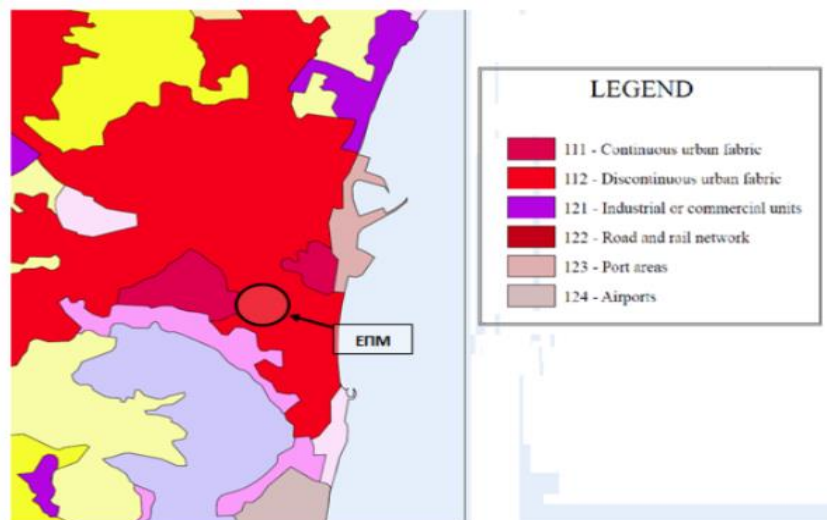 LEGEND
111 - Continuous urban fabric
112 - Discontinuous urban fabric
121 - Industrial or commercial units
122 - Road and rail network
123 - Port areas
124 - Airports
ΕΠΜ